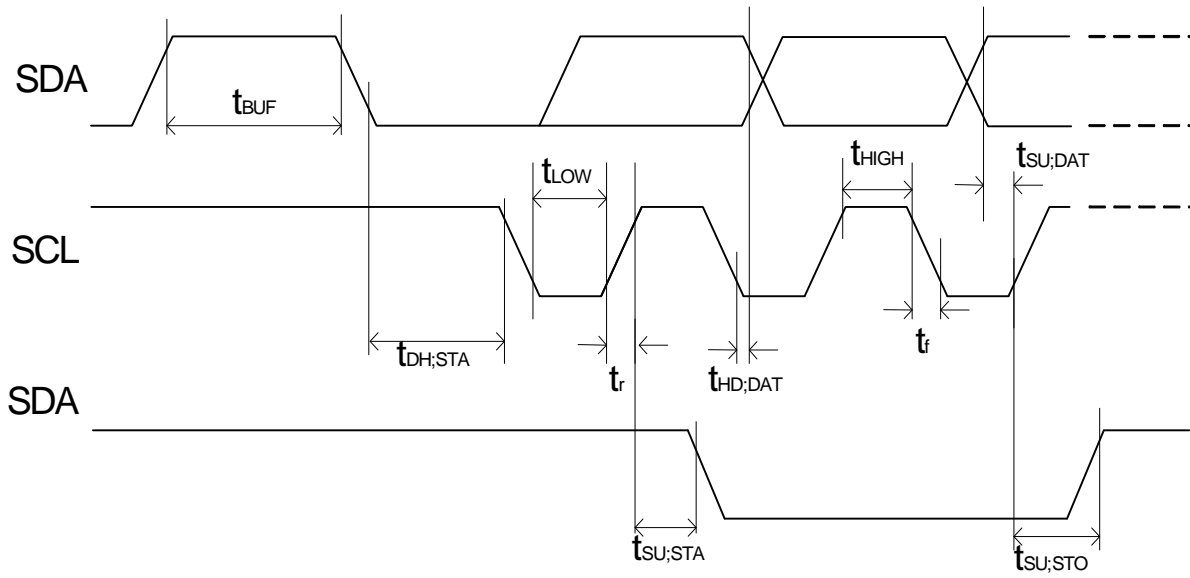 SDA
tBUF
tLOW
tHIGH
tSU;DAT
SCL
tDH;STA
tr
tHD;DAT
tf
SDA
tSU;STA
tSU;STO